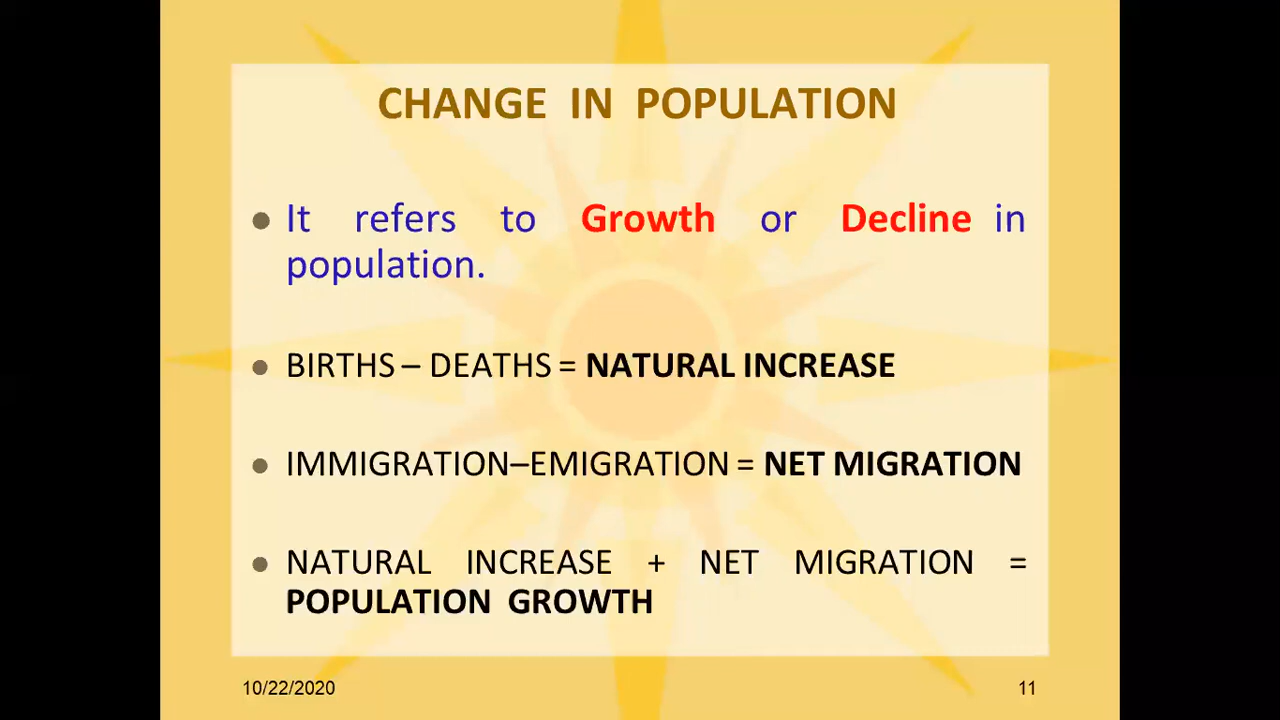 CHANGE IN POPULATION
● It refers to Growth or Decline in
population.
● BIRTHS – DEATHS = NATURAL INCREASE
● IMMIGRATION–EMIGRATION = NET MIGRATION
● NATURAL INCREASE + NET MIGRATION =
POPULATION GROWTH
10/22/2020
11